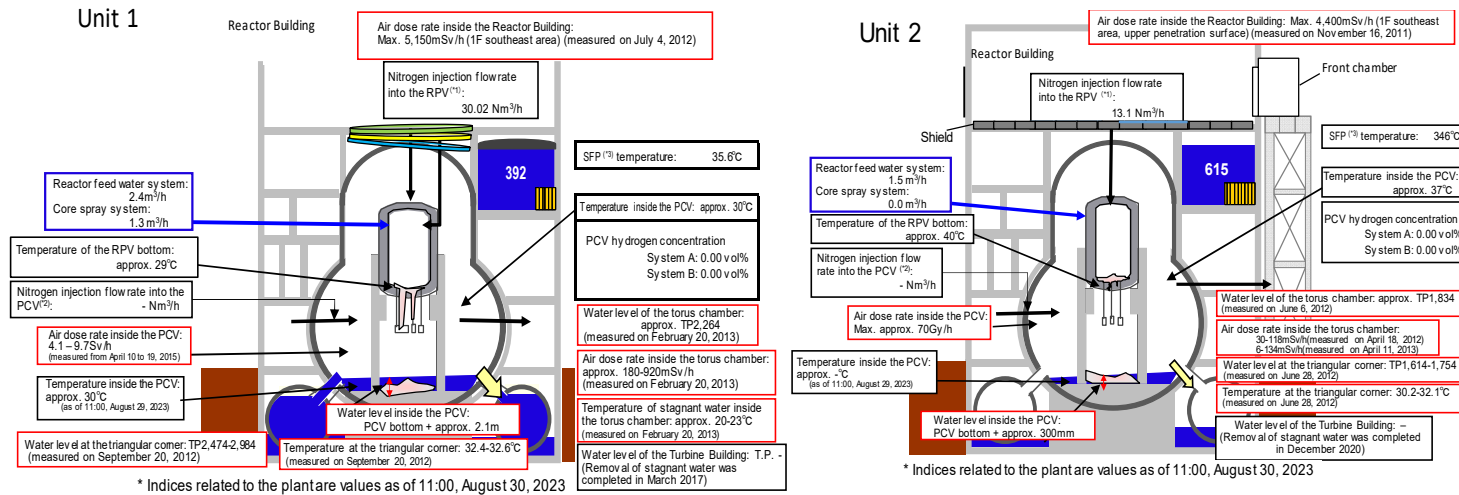 Unit 1
Reactor Building
Air dose rate inside the Reactor Building:
Max. 5,150mSv/h (1F southeast area) (measured on July 4, 2012)
Nitrogen injection flow rate
into the RPV(*1):
30.02 Nm3/h
392
SFP (*3) temperature: 35.6℃
Reactor feed water system:
2.4m3/h
Core spray system:
1.3 m3/h
Temperature inside the PCV: approx. 30℃
PCV hydrogen concentration
System A: 0.00 vol%
System B: 0.00 vol%
Temperature of the RPV bottom:
approx. 29℃
Nitrogen injection flow rate into the
PCV(*2): - Nm3/h
Air dose rate inside the PCV:
4.1 – 9.7Sv/h
(measured from April 10 to 19, 2015)
Temperature inside the PCV:
approx. 30℃
(as of 11:00, August 29, 2023)
Water level of the torus chamber:
approx. TP2,264
(measured on February 20, 2013)
Air dose rate inside the torus chamber:
approx. 180-920mSv/h
(measured on February 20, 2013)
Water level inside the PCV:
PCV bottom + approx. 2.1m
Temperature of stagnant water inside
the torus chamber: approx. 20-23℃
(measured on February 20, 2013)
Water level at the triangular corner: TP2,474-2,984
(measured on September 20, 2012)
Temperature at the triangular corner: 32.4-32.6℃
(measured on September 20, 2012)
Water level of the Turbine Building: T.P. -
(Removal of stagnant water was
completed in March 2017)
* Indices related to the plant are values as of 11:00, August 30, 2023
Unit 2
Air dose rate inside the Reactor Building: Max. 4,400mSv/h (1F southeast
area, upper penetration surface) (measured on November 16, 2011)
Reactor Building
Front chamber
Nitrogen injection flow rate
into the RPV (*1):
13.1 Nm3/h
Shield
615
SFP (*3) temperature: 346℃
Reactor feed water system:
1.5 m3/h
Core spray system:
0.0 m3/h
Temperature inside the PCV:
approx. 37℃
Temperature of the RPV bottom:
approx. 40℃
PCV hydrogen concentration
System A: 0.00 vol%
System B: 0.00 vol%
Nitrogen injection flow
rate into the PCV (*2):
- Nm3/h
Air dose rate inside the PCV:
Max. approx. 70Gy/h
Temperature inside the PCV:
approx. -℃
(as of 11:00, August 29, 2023)
Water level of the torus chamber: approx. TP1,834
(measured on June 6, 2012)
Air dose rate inside the torus chamber:
30-118mSv/h(measured on April 18, 2012)
6-134mSv/h(measured on April 11, 2013)
Water level at the triangular corner: TP1,614-1,754
(measured on June 28, 2012)
Temperature at the triangular corner: 30.2-32.1℃
(measured on June 28, 2012)
Water level inside the PCV:
PCV bottom + approx. 300mm
Water level of the Turbine Building: –
(Removal of stagnant water was completed
in December 2020)
* Indices related to the plant are values as of 11:00, August 30, 2023